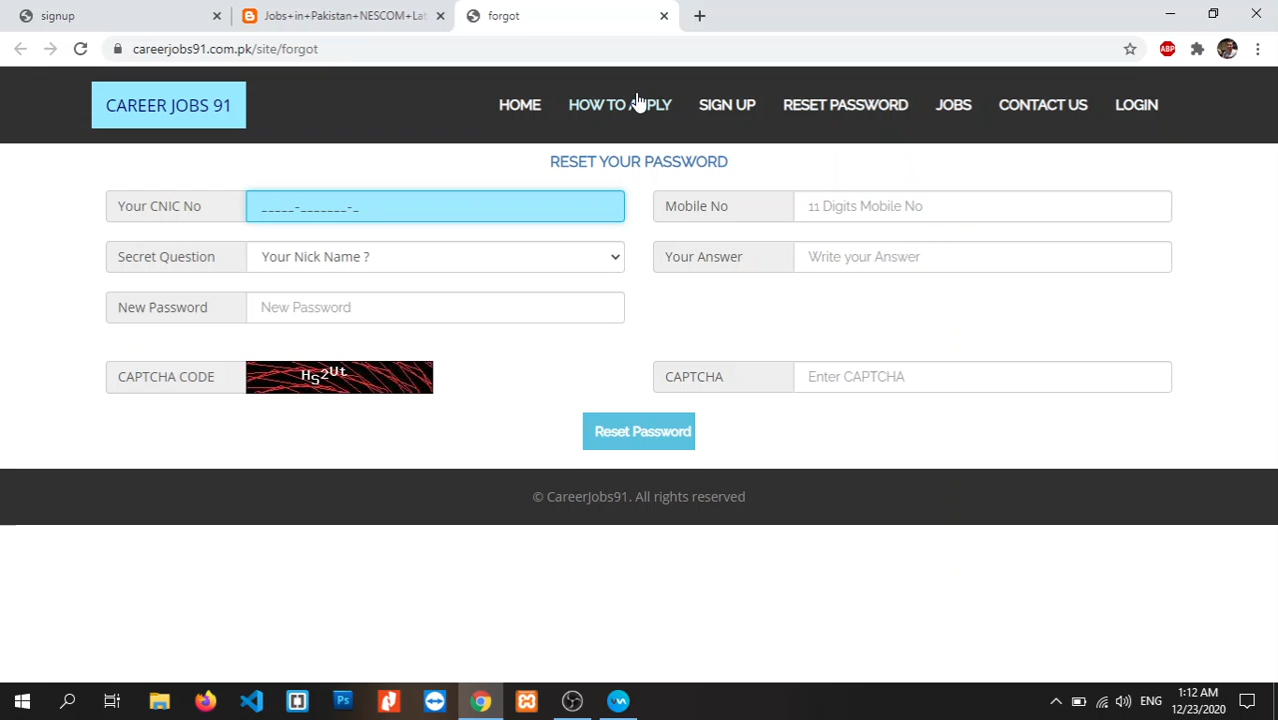 signup
Jobs+in+Pakistan+NESCOM+Lat
forgot
careerjobs91.com.pk/site/forgot
ABP
CAREER JOBS 91
HOME HOW TO APPLY SIGN UP RESET PASSWORD JOBS CONTACT US LOGIN
RESET YOUR PASSWORD
Your CNIC No _____-_______-_ Mobile No 11 Digits Mobile No
Secret Question Your Nick Name ? Your Answer Write your Answer
New Password New Password
CAPTCHA CODE Hs2Ut CAPTCHA Enter CAPTCHA
Reset Password
© CareerJobs91. All rights reserved
Ps
ENG
1:12 AM
12/23/2020